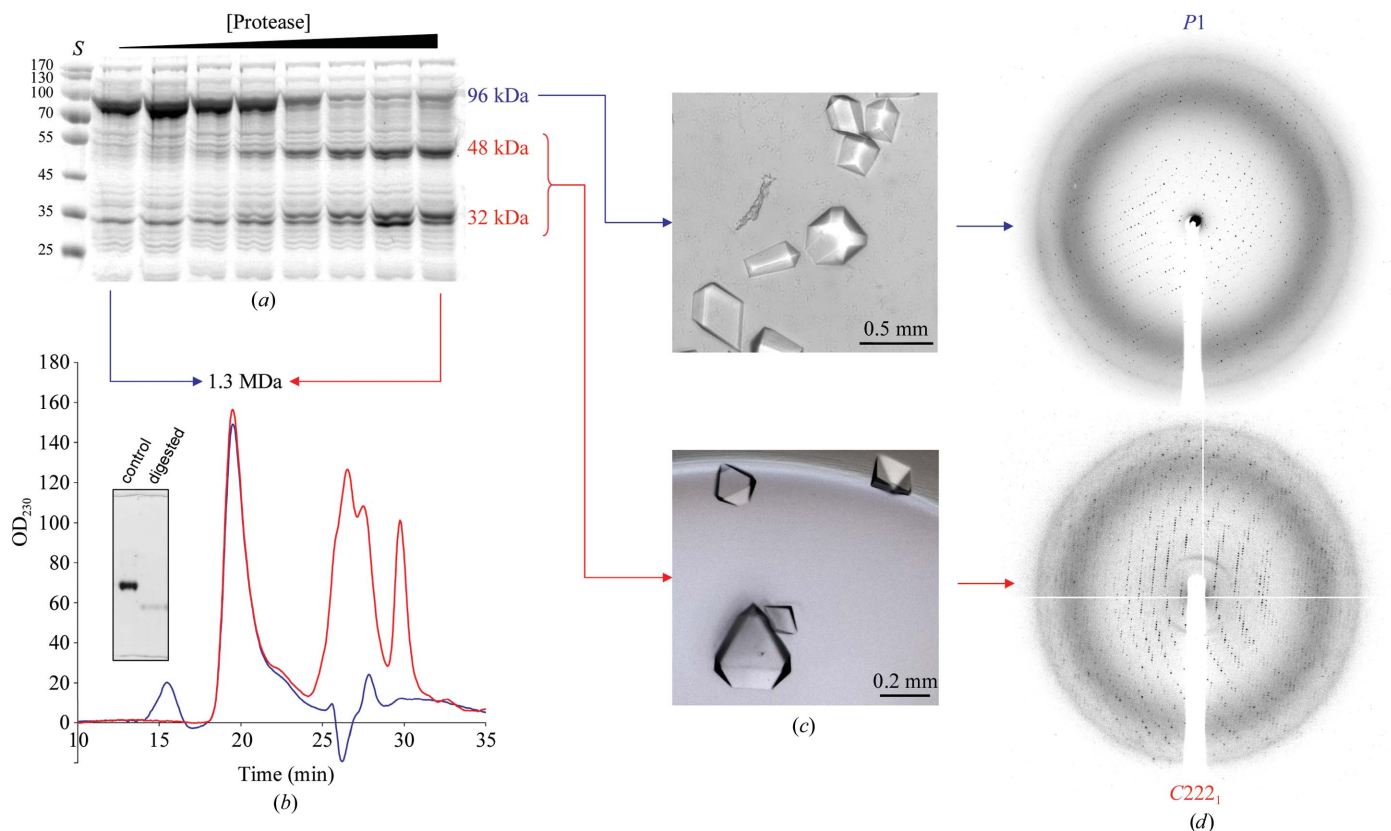 [Protease]
S
170
130
100
70
55
45
35
25
96 kDa
48 kDa
32 kDa
(a)
180
160
140
120
100
80
60
40
20
0
OD230
1.3 MDa
control
digested
10
15
20
25
30
35
Time (min)
(b)
0.5 mm
0.2 mm
(c)
P1
C2221
(d)